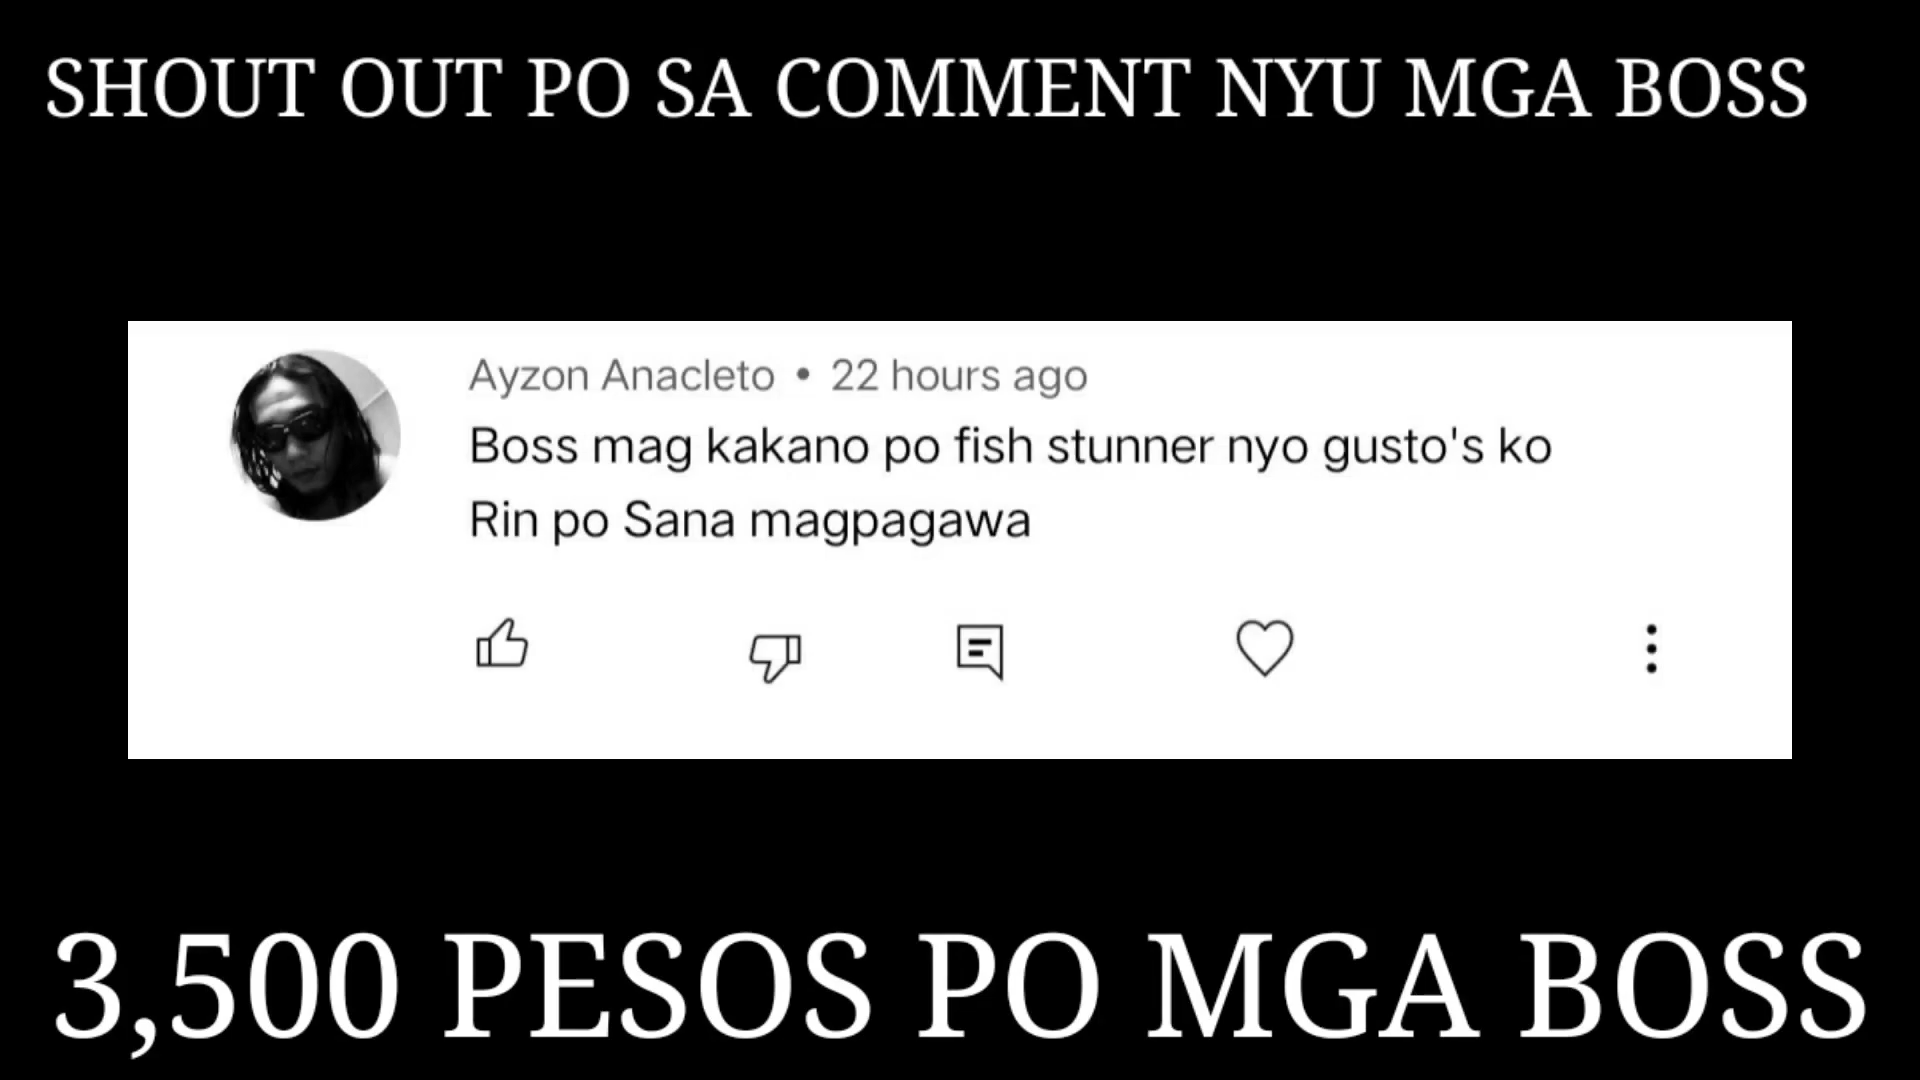 SHOUT OUT PO SA COMMENT NYU MGA BOSS
Ayzon Anacleto • 22 hours ago
Boss mag kakano po fish stunner nyo gusto's ko
Rin po Sana magpagawa
3,500 PESOS PO MGA BOSS